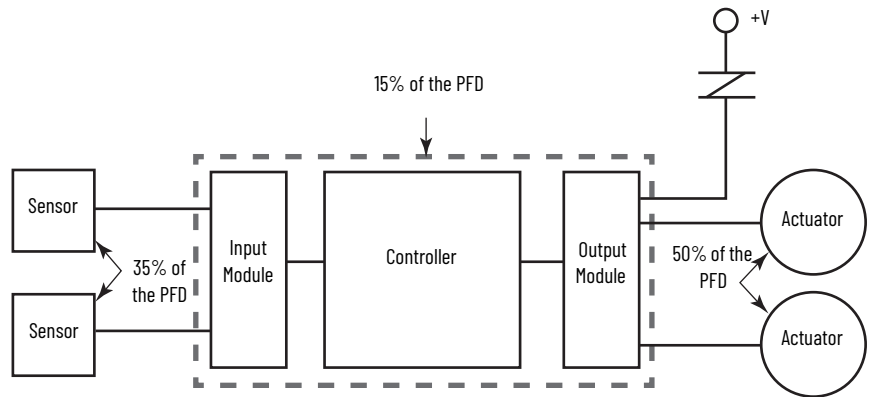 +V
15% of the PFD
Sensor
35% of
the PFD
Sensor
Input
Module
Controller
Output
Module
50% of the
PFD
Actuator
Actuator